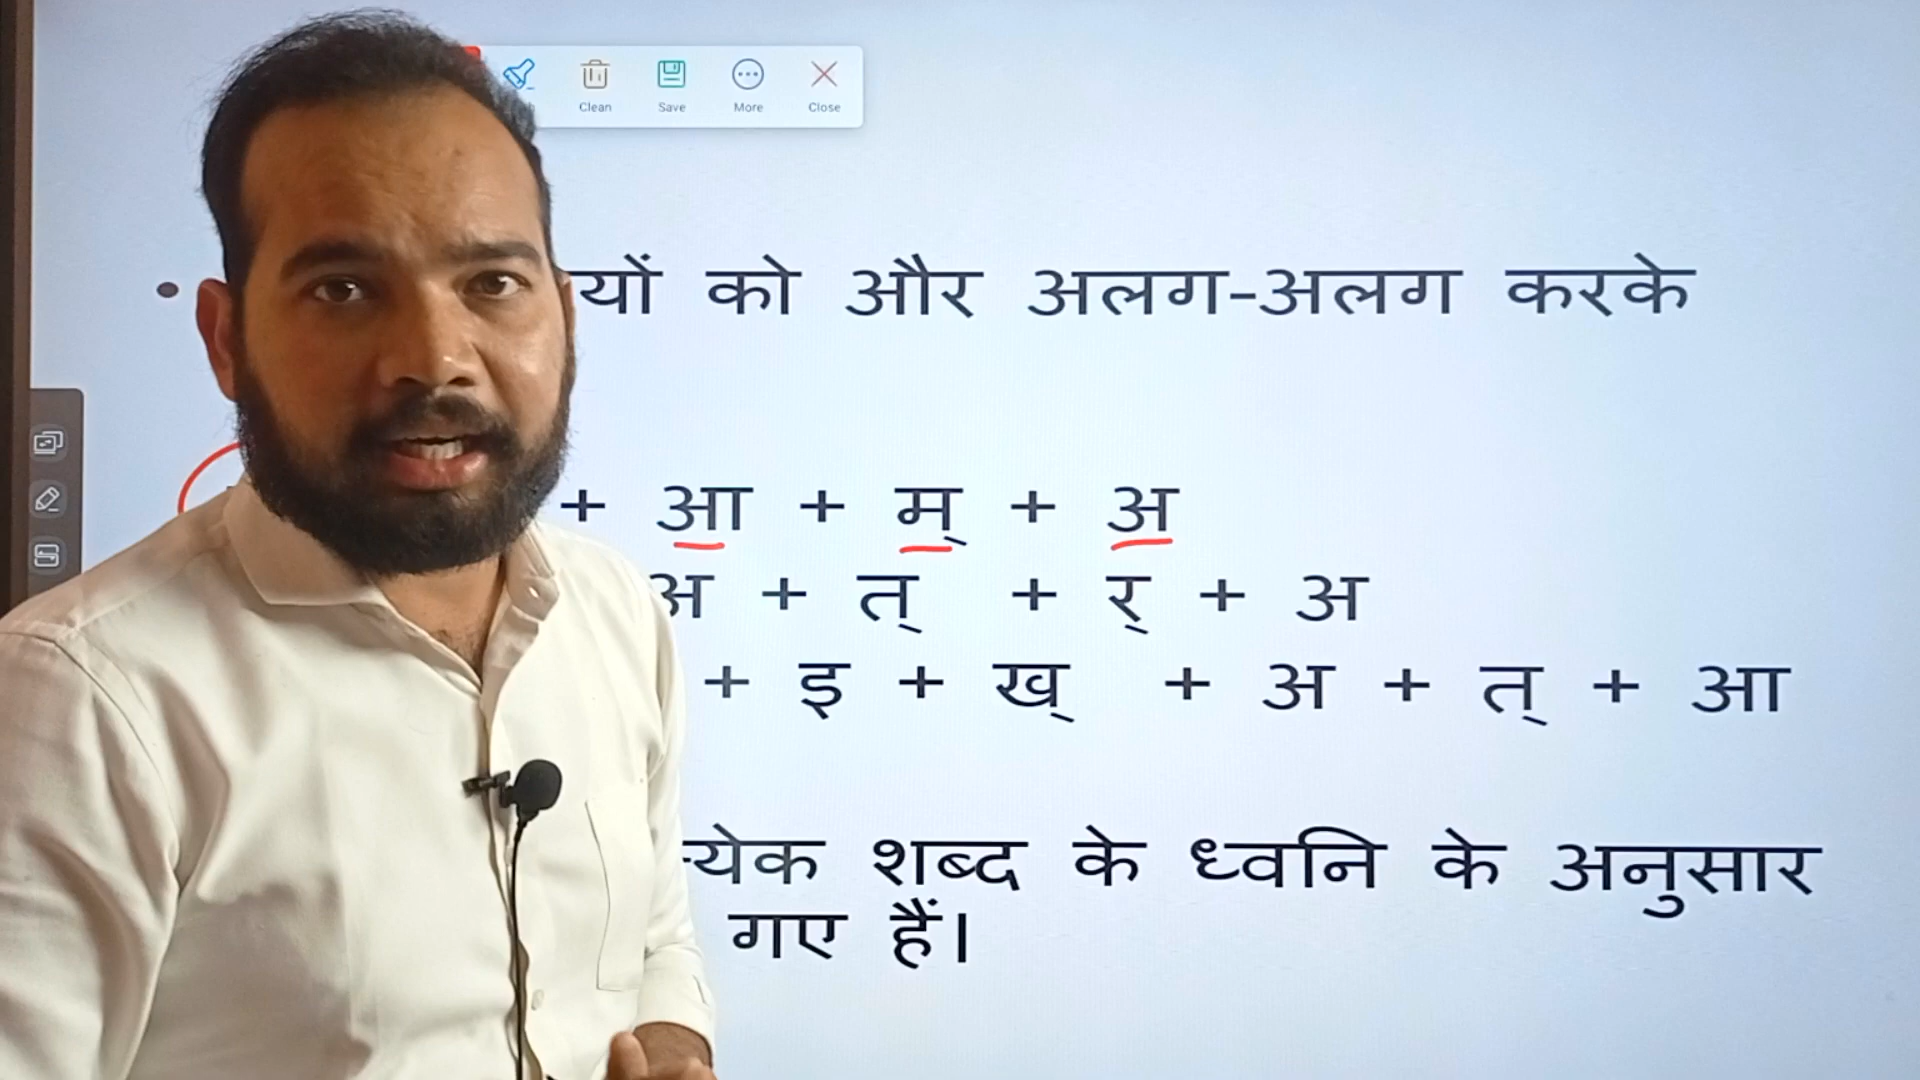 Clean Save More Close
यों को और अलग-अलग करके
+ आ + म् + अ
अ + त् + र् + अ
+ इ + ख् + अ + त् + आ
शब्द के ध्वनि के अनुसार
गए हैं।